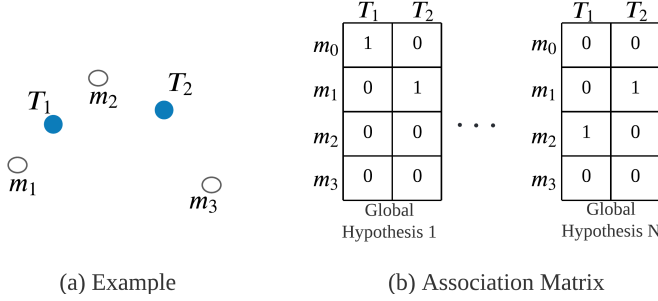 T1
T2
m2
m1
m3
(a) Example
T1 T2
m0 1 0
m1 0 1
m2 0 0
m3 0 0
Global
Hypothesis 1
. . .
T1 T2
m0 0 0
m1 0 1
m2 1 0
m3 0 0
Global
Hypothesis N
(b) Association Matrix